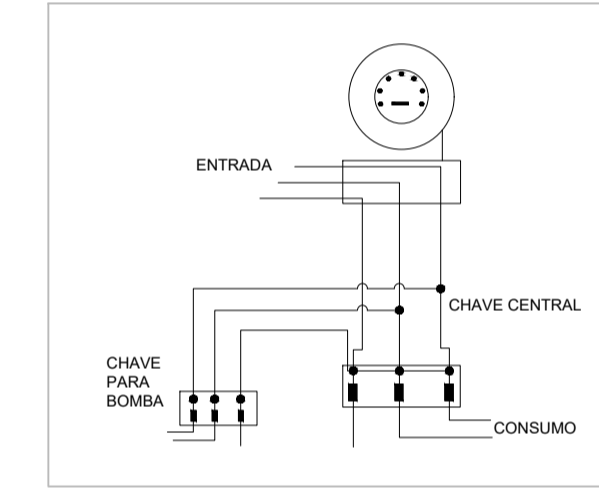 ENTRADA
CHAVE CENTRAL
CHAVE
PARA
BOMBA
CONSUMO